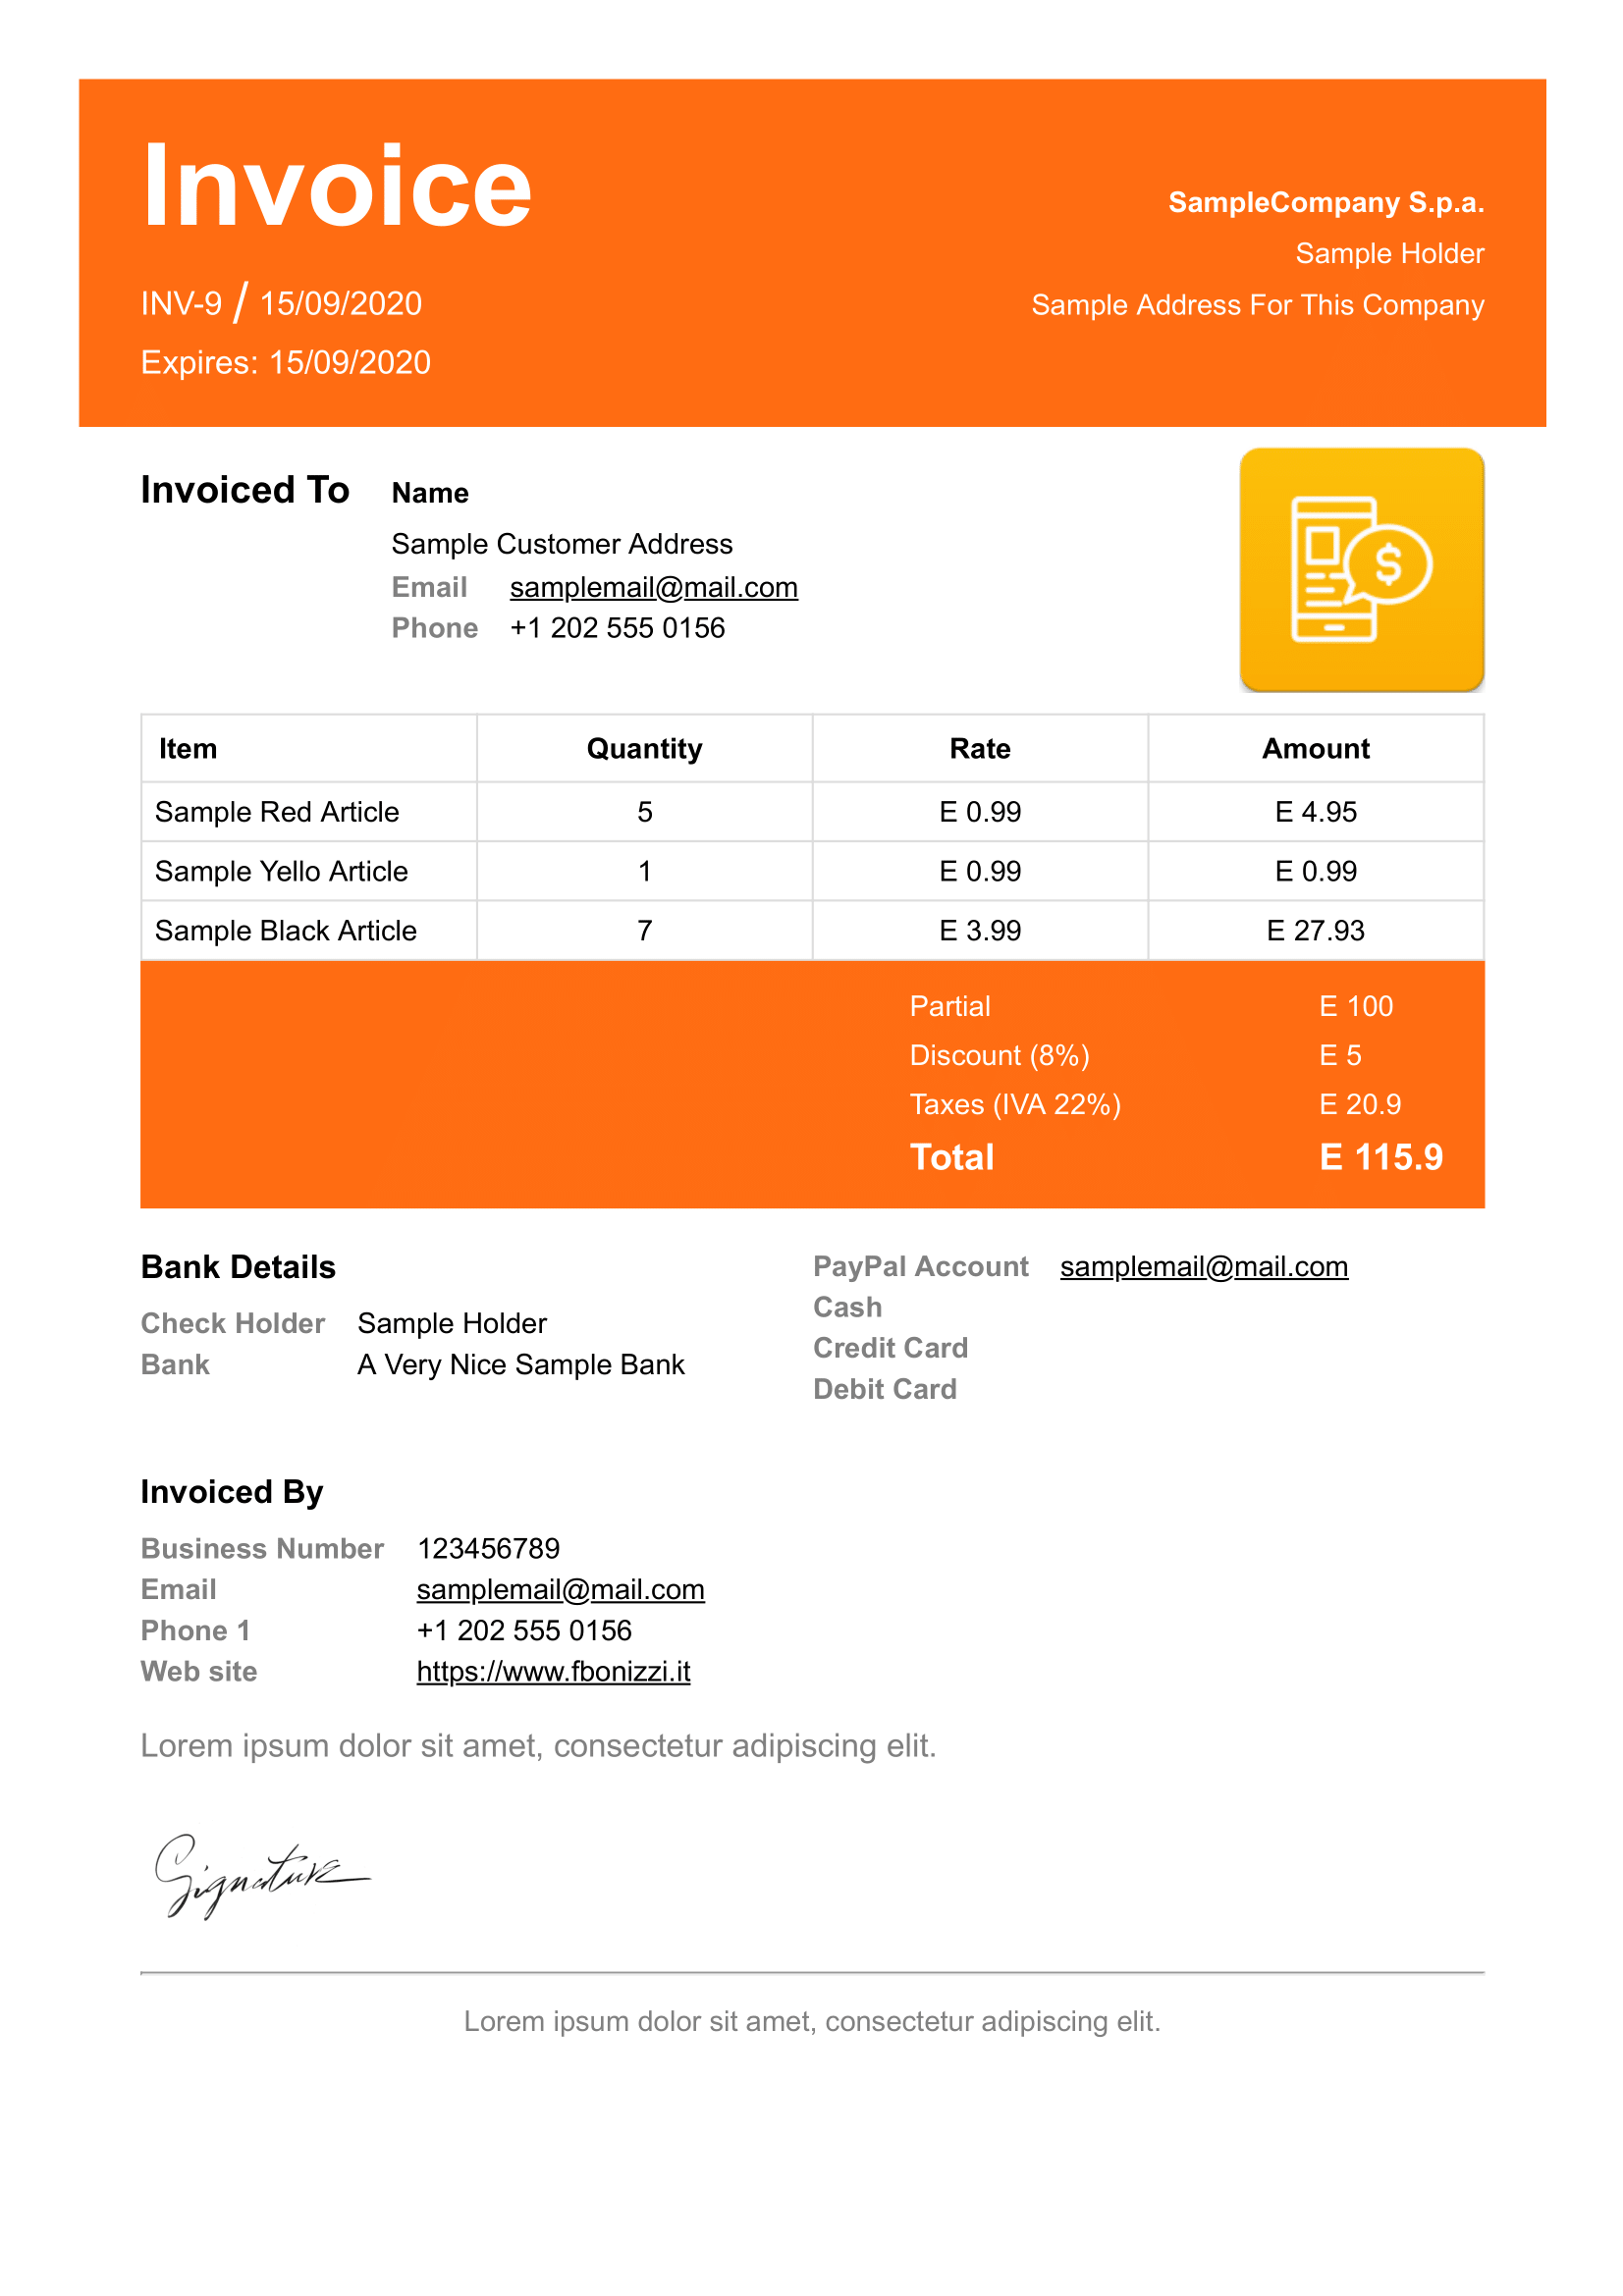 Invoice
INV-9 / 15/09/2020
Expires: 15/09/2020
SampleCompany S.p.a.
Sample Holder
Sample Address For This Company
Invoiced To
Name
Sample Customer Address
Email samplemail@mail.com
Phone +1 202 555 0156
$
Item Quantity Rate Amount
Sample Red Article 5 E 0.99 E 4.95
Sample Yello Article 1 E 0.99 E 0.99
Sample Black Article 7 E 3.99 E 27.93
Partial E 100
Discount (8%) E 5
Taxes (IVA 22%) E 20.9
Total E 115.9
Bank Details
Check Holder Sample Holder
Bank A Very Nice Sample Bank
PayPal Account samplemail@mail.com
Cash
Credit Card
Debit Card
Invoiced By
Business Number 123456789
Email samplemail@mail.com
Phone 1 +1 202 555 0156
Web site https://www.fbonizzi.it
Lorem ipsum dolor sit amet, consectetur adipiscing elit.
Signature
Lorem ipsum dolor sit amet, consectetur adipiscing elit.